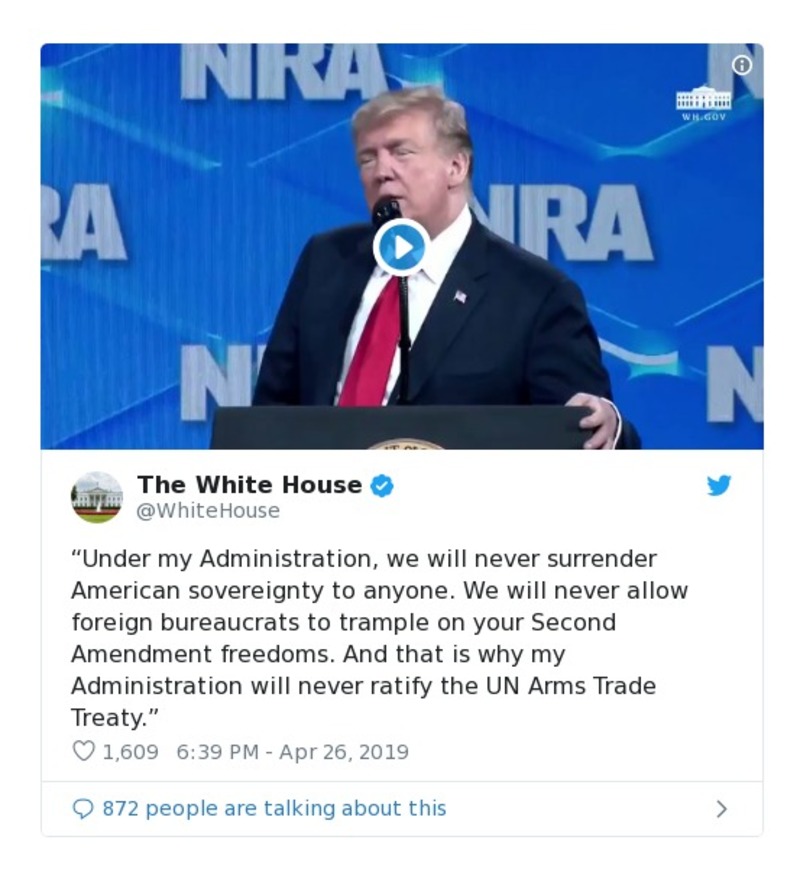 NRA
WH.GOV
RA
NRA
N
N
The White House
@WhiteHouse
“Under my Administration, we will never surrender
American sovereignty to anyone. We will never allow
foreign bureaucrats to trample on your Second
Amendment freedoms. And that is why my
Administration will never ratify the UN Arms Trade
Treaty.”
1,609 6:39 PM - Apr 26, 2019
872 people are talking about this